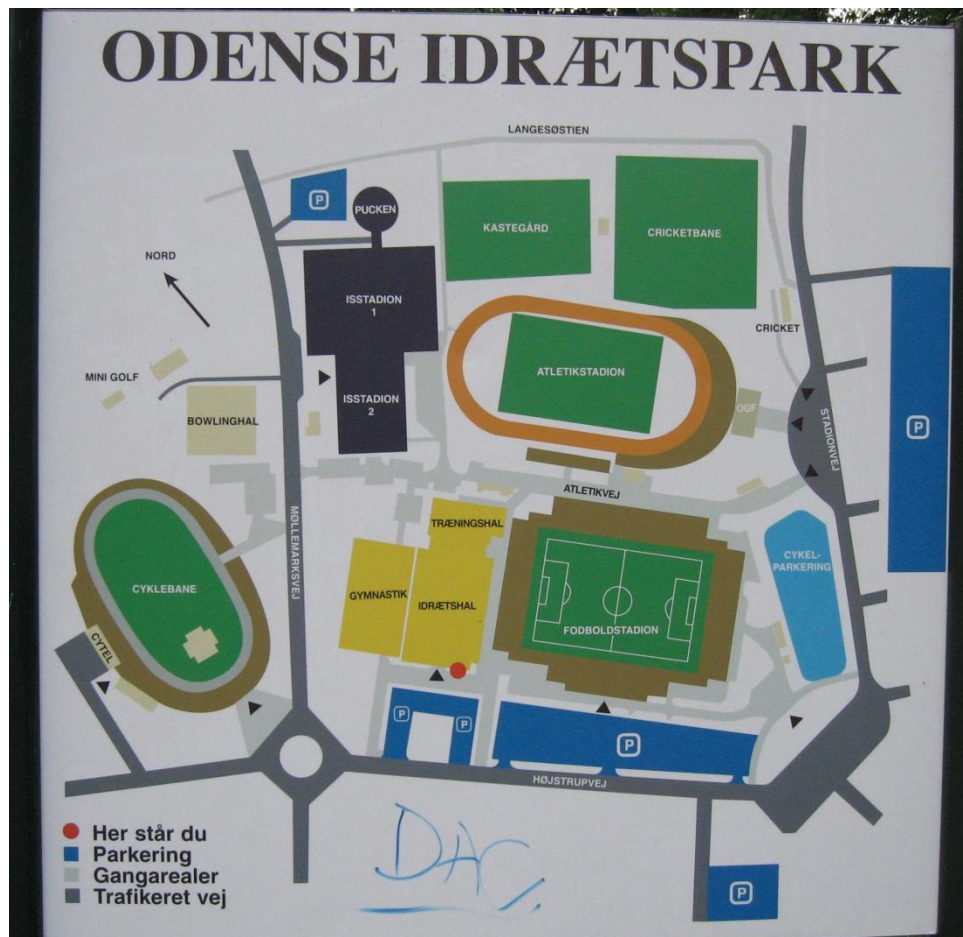 ODENSE IDRÆTSPARK
LANGESØSTIEN
P
PUCKEN
KASTEGÅRD
CRICKETBANE
NORD
ISSTADION
1
CRICKET
MINI GOLF
ATLETIKSTADION
ISSTADION
2
BOWLINGHAL
OGF
P
STADIONVEJ
ATLETIKVEJ
MØLLEMARKSVEJ
TRÆNINGSHAL
CYKEL-
PARKERING
CYKLEBANE
GYMNASTIK
IDRÆTSHAL
FODBOLDSTADION
CYTEL
P
P
P
HØJSTRUPVEJ
Her står du
Parkering
Gangarealer
Trafikeret vej
P